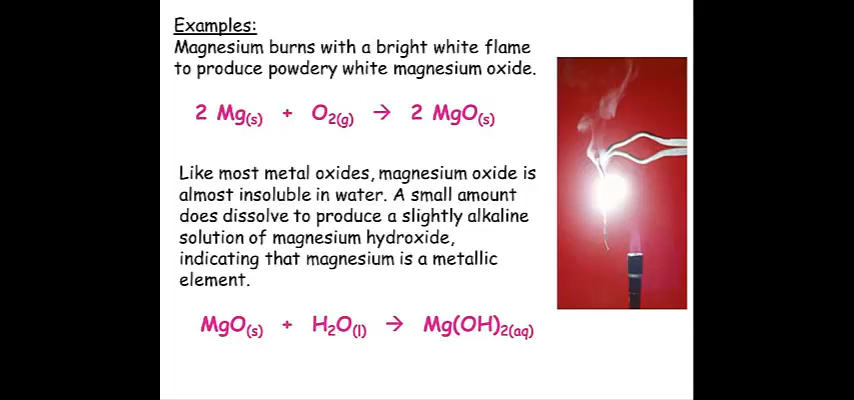 Examples:
Magnesium burns with a bright white flame
to produce powdery white magnesium oxide.
2 Mg(s) + O2(g) → 2 MgO(s)
Like most metal oxides, magnesium oxide is
almost insoluble in water. A small amount
does dissolve to produce a slightly alkaline
solution of magnesium hydroxide,
indicating that magnesium is a metallic
element.
MgO(s) + H2O(l) → Mg(OH)2(aq)